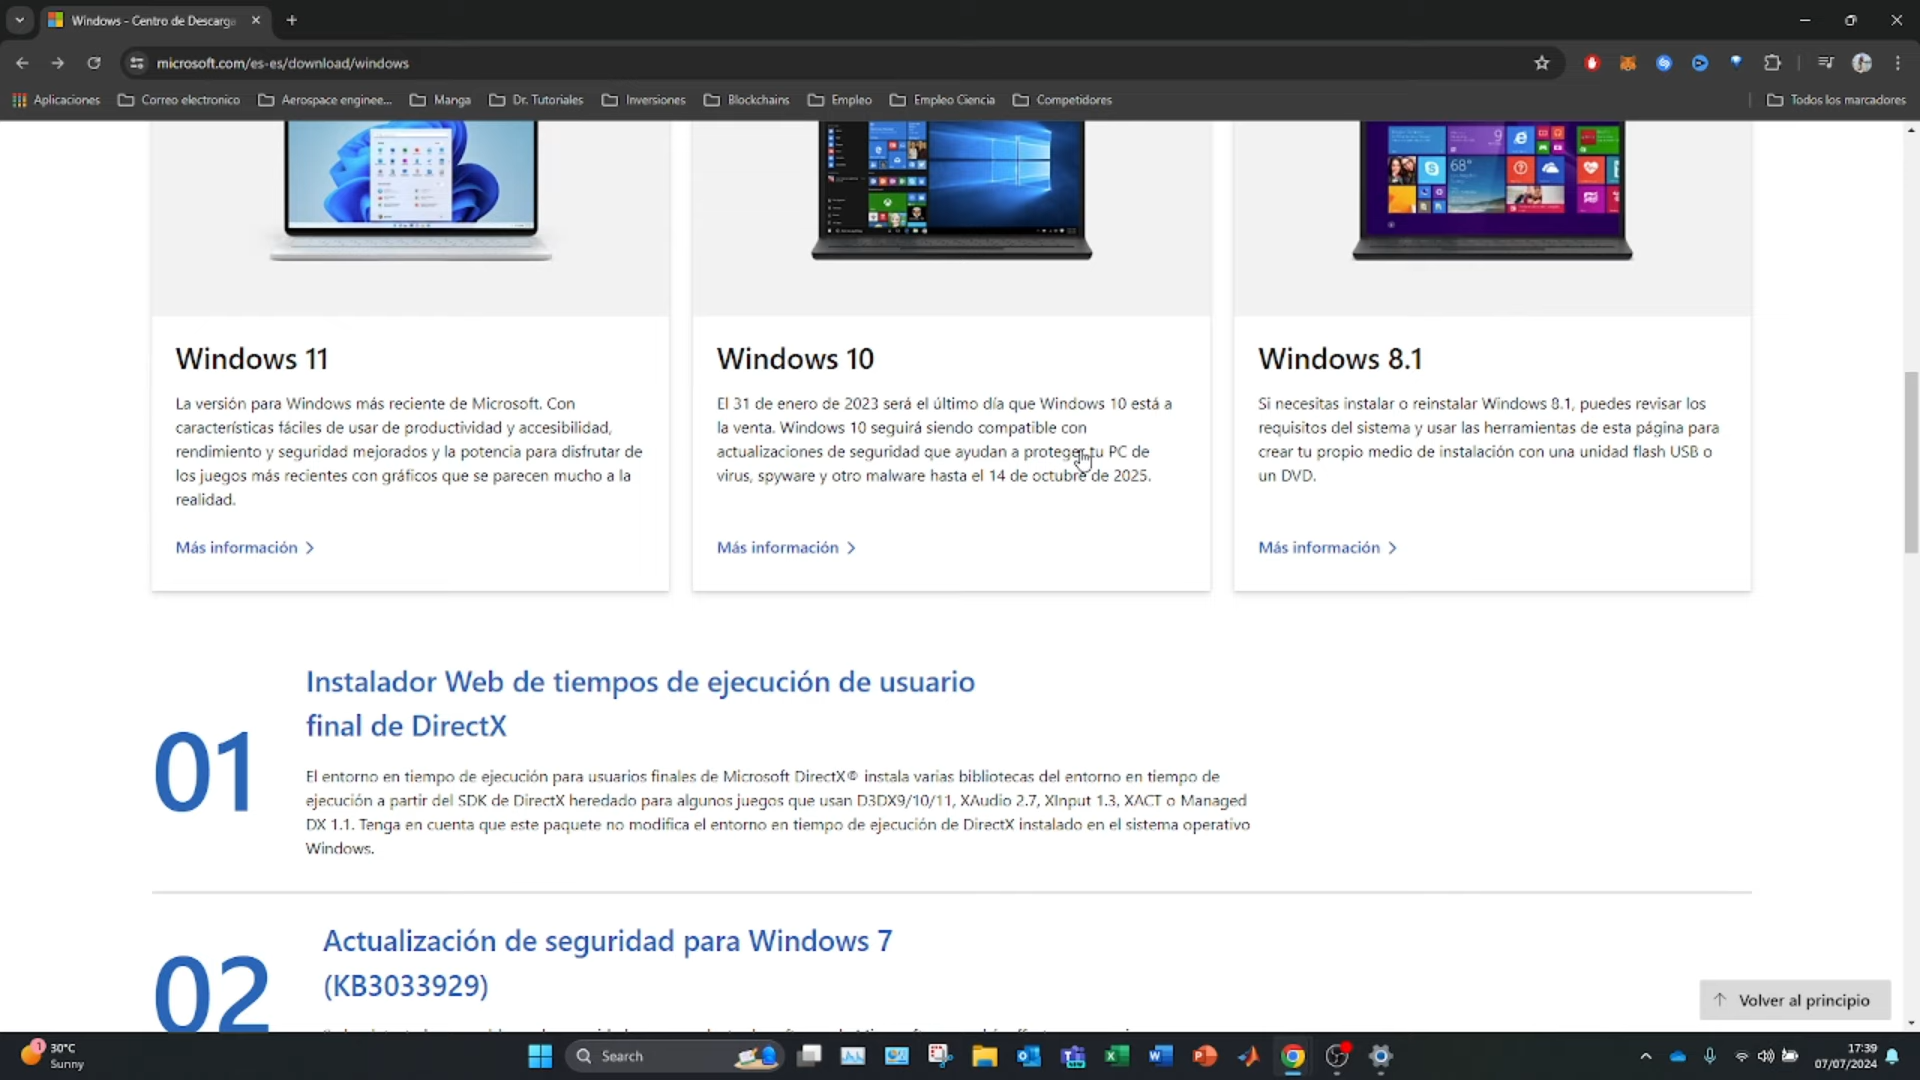 Windows - Centro de Descarga
microsoft.com/es-es/download/windows
Aplicaciones
Correo electronico
Aerospace enginee...
Manga
Dr. Tutoriales
Inversiones
Blockchains
Empleo
Empleo Ciencia
Competidores
Todos los marcadores
68°
9
Windows 11
La versión para Windows más reciente de Microsoft. Con
características fáciles de usar de productividad y accesibilidad,
rendimiento y seguridad mejorados y la potencia para disfrutar de
los juegos más recientes con gráficos que se parecen mucho a la
realidad.
Más información
Windows 10
El 31 de enero de 2023 será el último día que Windows 10 está a
la venta. Windows 10 seguirá siendo compatible con
actualizaciones de seguridad que ayudan a proteger tu PC de
virus, spyware y otro malware hasta el 14 de octubre de 2025.
Más información
Windows 8.1
Si necesitas instalar o reinstalar Windows 8.1, puedes revisar los
requisitos del sistema y usar las herramientas de esta página para
crear tu propio medio de instalación con una unidad flash USB o
un DVD.
Más información
01
Instalador Web de tiempos de ejecución de usuario
final de DirectX
El entorno en tiempo de ejecución para usuarios finales de Microsoft DirectX® instala varias bibliotecas del entorno en tiempo de
ejecución a partir del SDK de DirectX heredado para algunos juegos que usan D3DX9/10/11, XAudio 2.7, XInput 1.3, XACT o Managed
DX 1.1. Tenga en cuenta que este paquete no modifica el entorno en tiempo de ejecución de DirectX instalado en el sistema operativo
Windows.
02
Actualización de seguridad para Windows 7
(KB3033929)
Volver al principio
1
30°C
Sunny
Search
17:39
07/07/2024